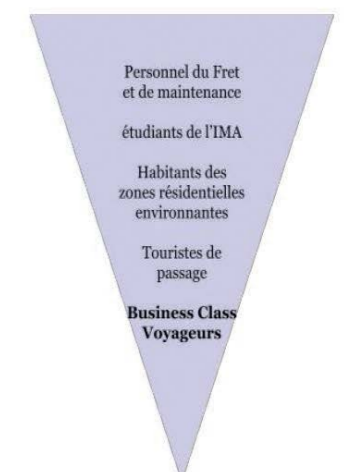 Personnel du Fret
et de maintenance
étudiants de l'IMA
Habitants des
zones résidentielles
environnantes
Touristes de
passage
Business Class
Voyageurs